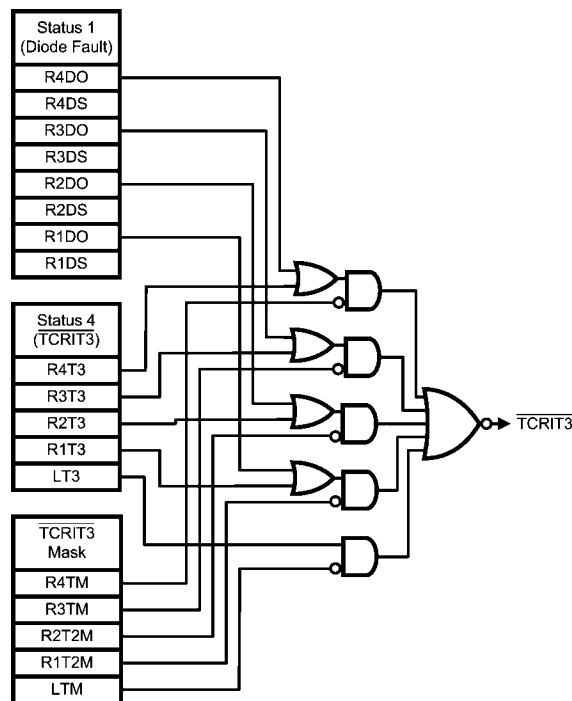 Status 1
(Diode Fault)
R4DO
R4DS
R3DO
R3DS
R2DO
R2DS
R1DO
R1DS
Status 4
(TCRIT3)
R4T3
R3T3
R2T3
R1T3
LT3
TCRIT3
Mask
R4TM
R3TM
R2T2M
R1T2M
LTM
TCRIT3